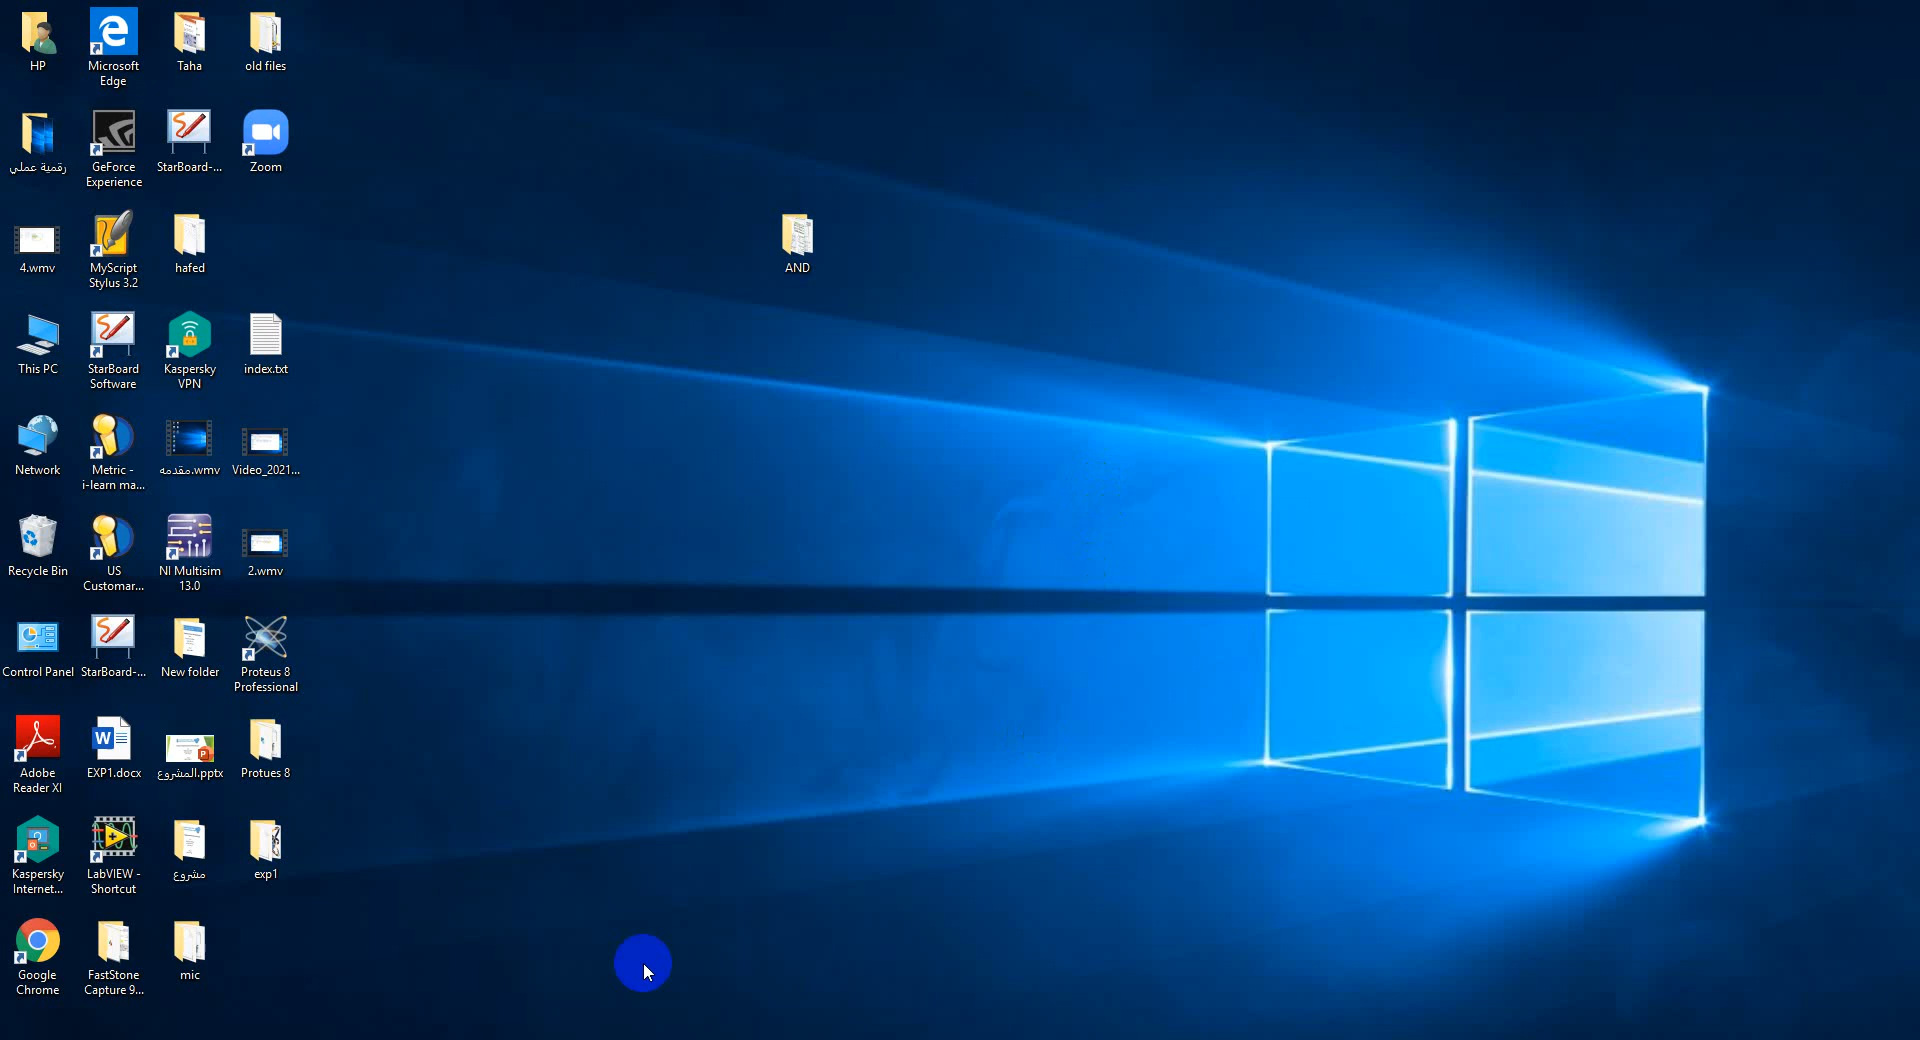 HP
Microsoft
Edge
Taha
old files
رقمية عملي
GeForce
Experience
StarBoard-...
Zoom
4.wmv
MyScript
Stylus 3.2
hafed
AND
This PC
StarBoard
Software
Kaspersky
VPN
index.txt
Network
Metric -
i-learn ma...
مقدمه.wmv
Video_2021...
Recycle Bin
US
Customar...
NI Multisim
13.0
2.wmv
Control Panel
StarBoard-...
New folder
Proteus 8
Professional
Adobe
Reader XI
EXP1.docx
المشروع.pptx
Protues 8
Kaspersky
Internet...
LabVIEW -
Shortcut
مشروع
exp1
Google
Chrome
FastStone
Capture 9...
mic